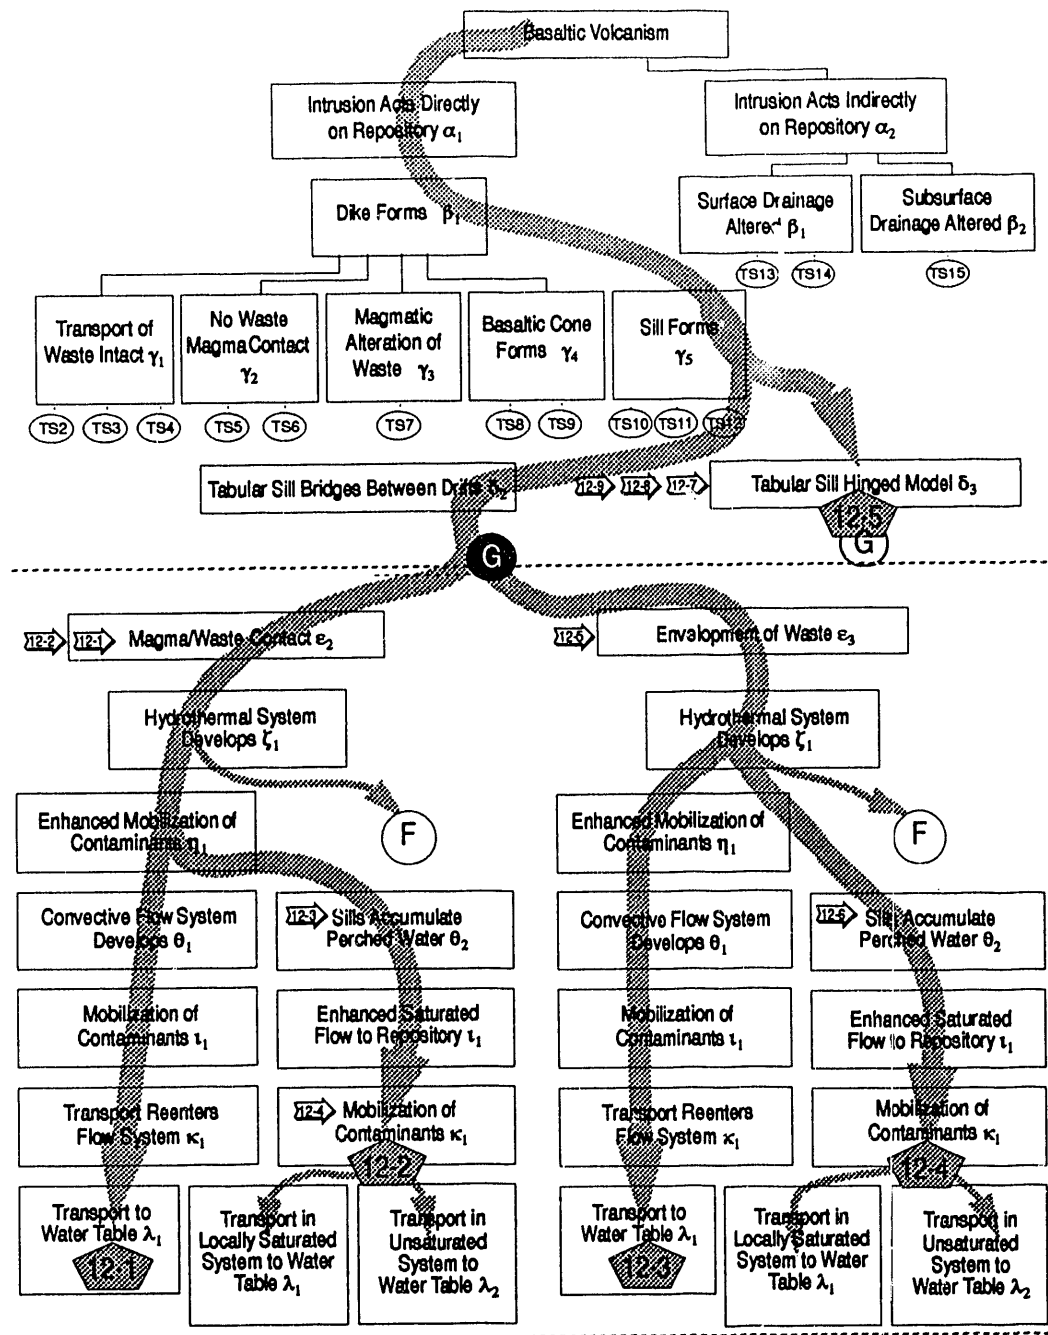 Basaltic Volcanism
Intrusion Acts Directly
on Repository α₁
Intrusion Acts Indirectly
on Repository α₂
Dike Forms β₁
Surface Drainage
Altered β₁
Subsurface
Drainage Altered β₂
TS13
TS14
TS15
Transport of
Waste Intact γ₁
No Waste
Magma Contact
γ₂
Magmatic
Alteration of
Waste γ₃
Basaltic Cone
Forms γ₄
Sill Forms
γ₅
TS2
TS3
TS4
TS5
TS6
TS7
TS8
TS9
TS10
TS11
TS12
Tabular Sill Bridges Between Drifts δ₂
12-9
12-8
12-7
Tabular Sill Hinged Model δ₃
12-5
G
G
12-2
12-1
Magma/Waste Contact ε₂
12-5
Envalopment of Waste ε₃
Hydrothermal System
Develops ζ₁
Hydrothermal System
Develops ζ₁
F
F
Enhanced Mobilization of
Contaminants η₁
Enhanced Mobilization of
Contaminants η₁
Convective Flow System
Develops θ₁
12-3
Sills Accumulate
Perched Water θ₂
Convective Flow System
Develops θ₁
12-6
Sills Accumulate
Perched Water θ₂
Mobilization of
Contaminants ι₁
Enhanced Saturated
Flow to Repository ι₁
Mobilization of
Contaminants ι₁
Enhanced Saturated
Flow to Repository ι₁
Transport Reenters
Flow System κ₁
12-4
Mobilization of
Contaminants κ₁
12-2
Transport Reenters
Flow System κ₁
Mobilization of
Contaminants κ₁
12-4
Transport to
Water Table λ₁
12-1
Transport in
Locally Saturated
System to Water
Table λ₁
Transport in
Unsaturated
System to
Water Table λ₂
Transport to
Water Table λ₁
12-3
Transport in
Locally Saturated
System to Water
Table λ₁
Transport in
Unsaturated
System to
Water Table λ₂